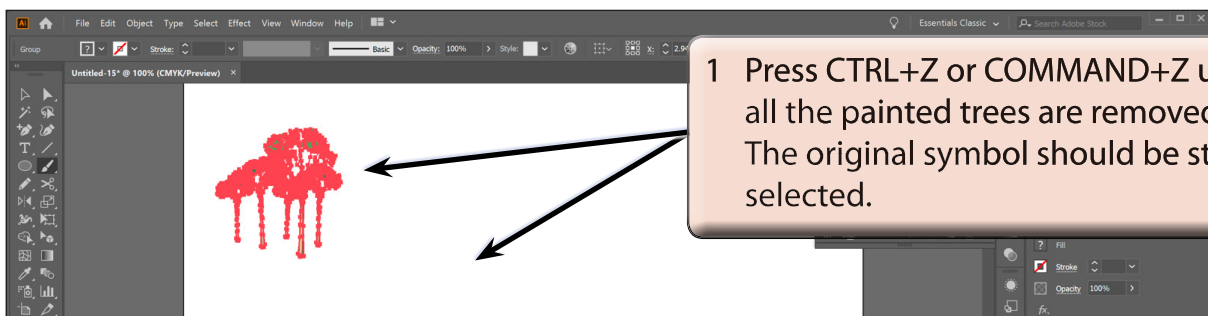 Ai File Edit Object Type Select Effect View Window Help Essentials Classic Search Adobe Stock
Group ? Stroke: Basic Opacity: 100% Style: X:
Untitled-15* @ 100% (CMYK/Preview) ×
1 Press CTRL+Z or COMMAND+Z
all the painted trees are removed
The original symbol should be
selected.
? Fill
Stroke
Opacity 100%
fx.